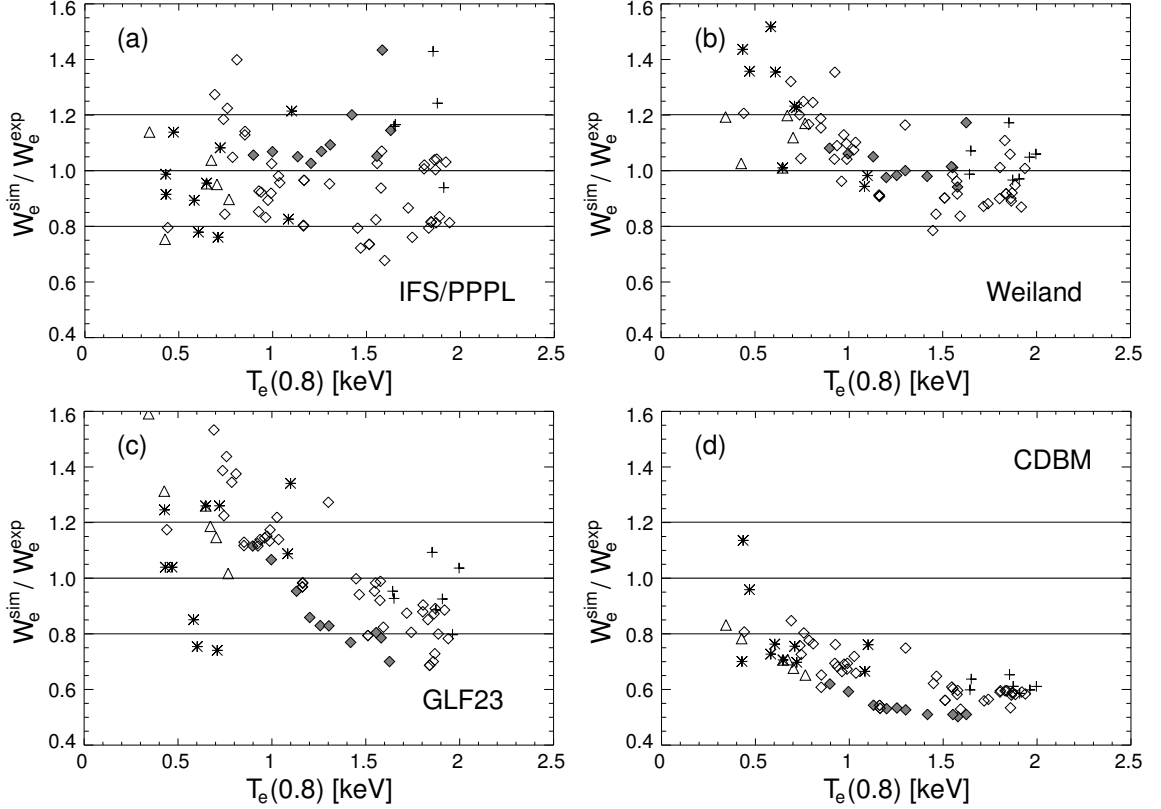 (a)
1.6
1.4
1.2
1.0
0.8
0.6
0.4
W_e^sim / W_e^exp
IFS/PPPL
0 0.5 1 1.5 2 2.5
T_e(0.8) [keV]
(b)
1.6
1.4
1.2
1.0
0.8
0.6
0.4
W_e^sim / W_e^exp
Weiland
0 0.5 1 1.5 2 2.5
T_e(0.8) [keV]
(c)
1.6
1.4
1.2
1.0
0.8
0.6
0.4
W_e^sim / W_e^exp
GLF23
0 0.5 1 1.5 2 2.5
T_e(0.8) [keV]
(d)
CDBM
1.6
1.4
1.2
1.0
0.8
0.6
0.4
W_e^sim / W_e^exp
0 0.5 1 1.5 2 2.5
T_e(0.8) [keV]